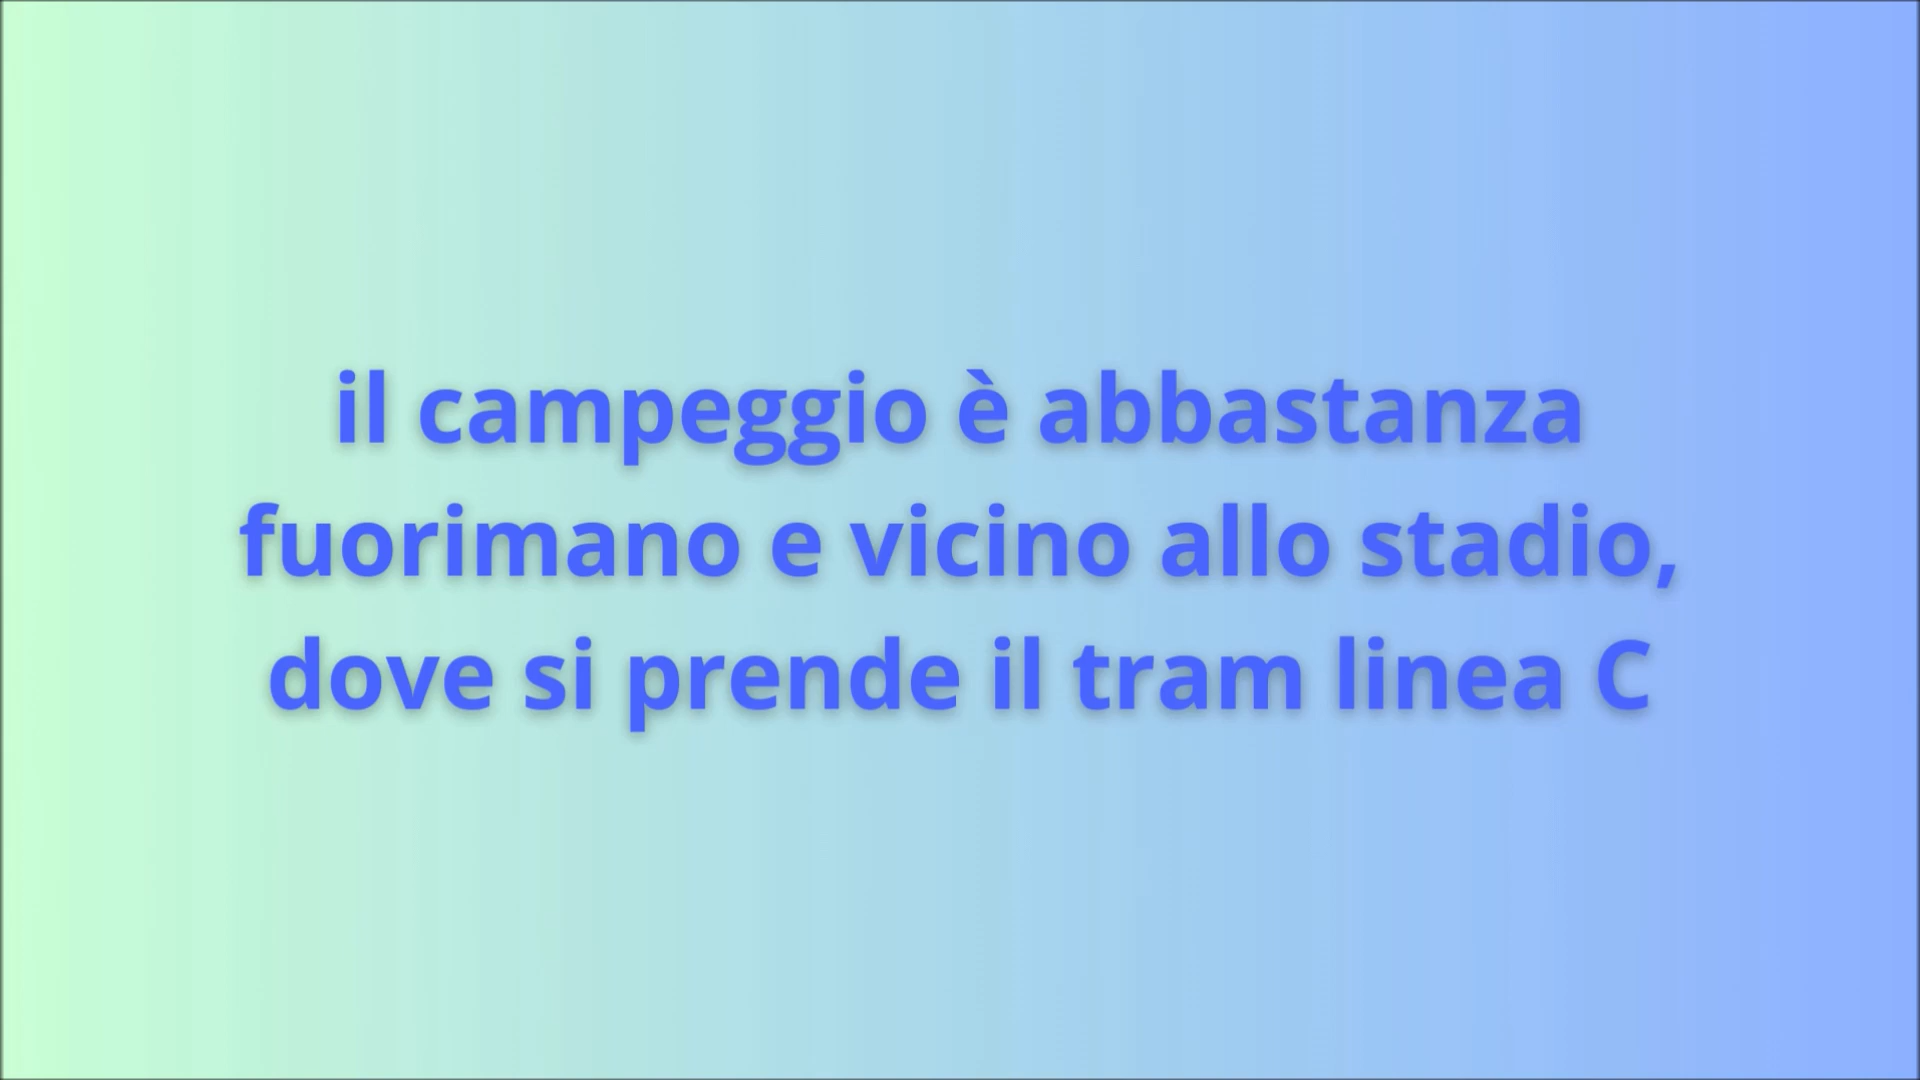 il campeggio è abbastanza
fuorimano e vicino allo stadio,
dove si prende il tram linea C